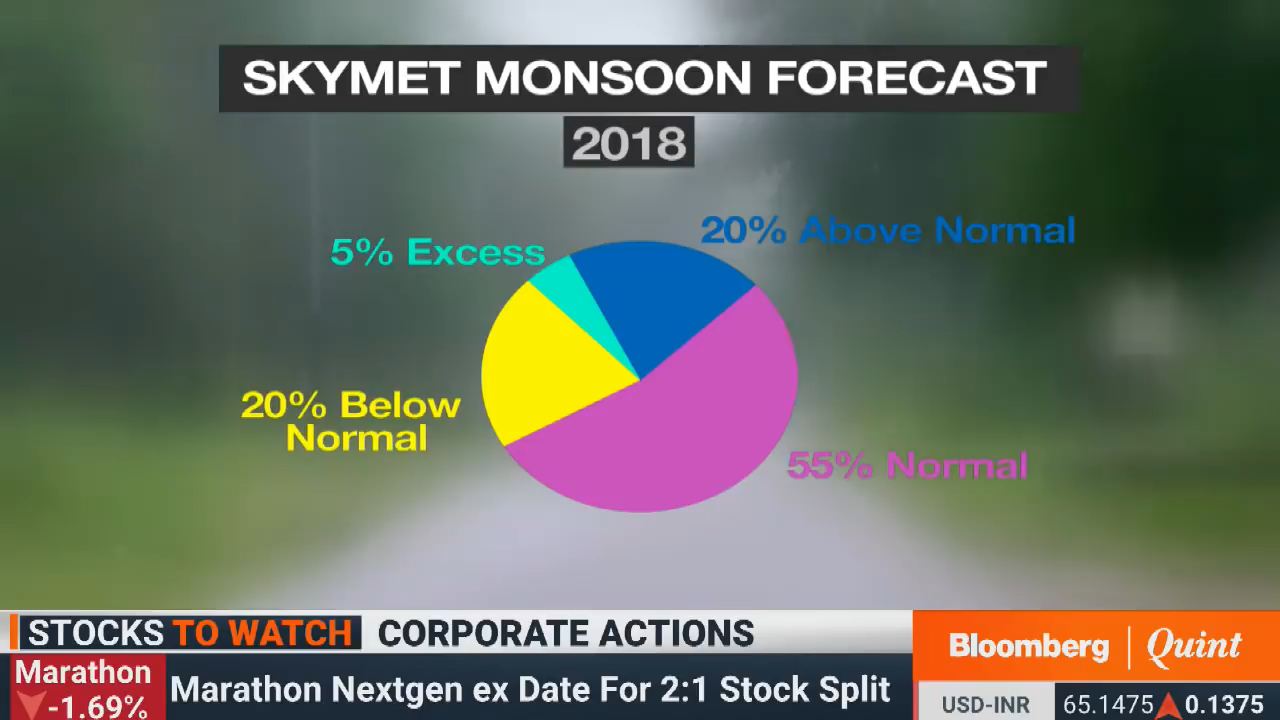 SKYMET MONSOON FORECAST
2018
20% Above Normal
5% Excess
20% Below
Normal
55% Normal
STOCKS TO WATCH CORPORATE ACTIONS
Bloomberg | Quint
Marathon
-1.69%
Marathon Nextgen ex Date For 2:1 Stock Split
USD-INR 65.1475 0.1375